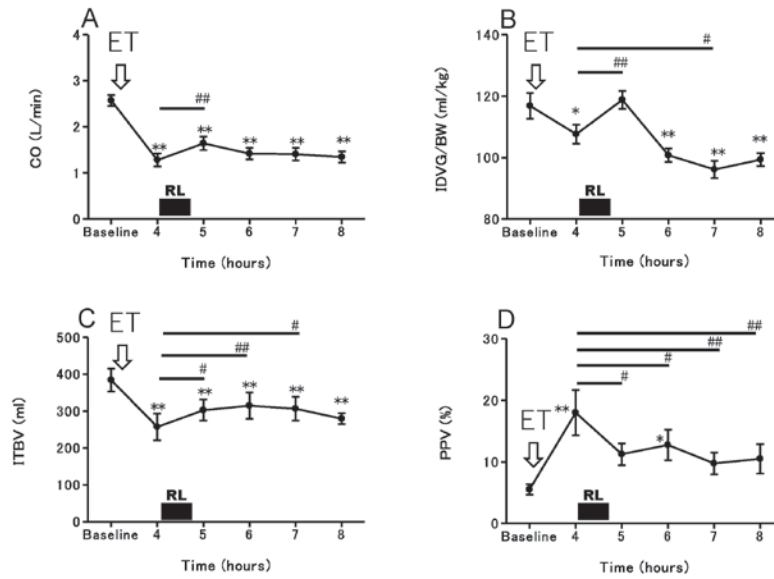 A
ET
4
3
2
1
0
CO (L/min)
##
**
**
**
**
**
RL
Baseline
4
5
6
7
8
Time (hours)
B
ET
140
120
100
80
IDVG/BW (ml/kg)
#
##
*
**
**
**
RL
Baseline
4
5
6
7
8
Time (hours)
C
ET
500
400
300
200
100
0
ITBV (ml)
#
##
#
**
**
**
**
**
RL
Baseline
4
5
6
7
8
Time (hours)
D
ET
30
20
10
0
PPV (%)
##
##
#
#
**
*
RL
Baseline
4
5
6
7
8
Time (hours)